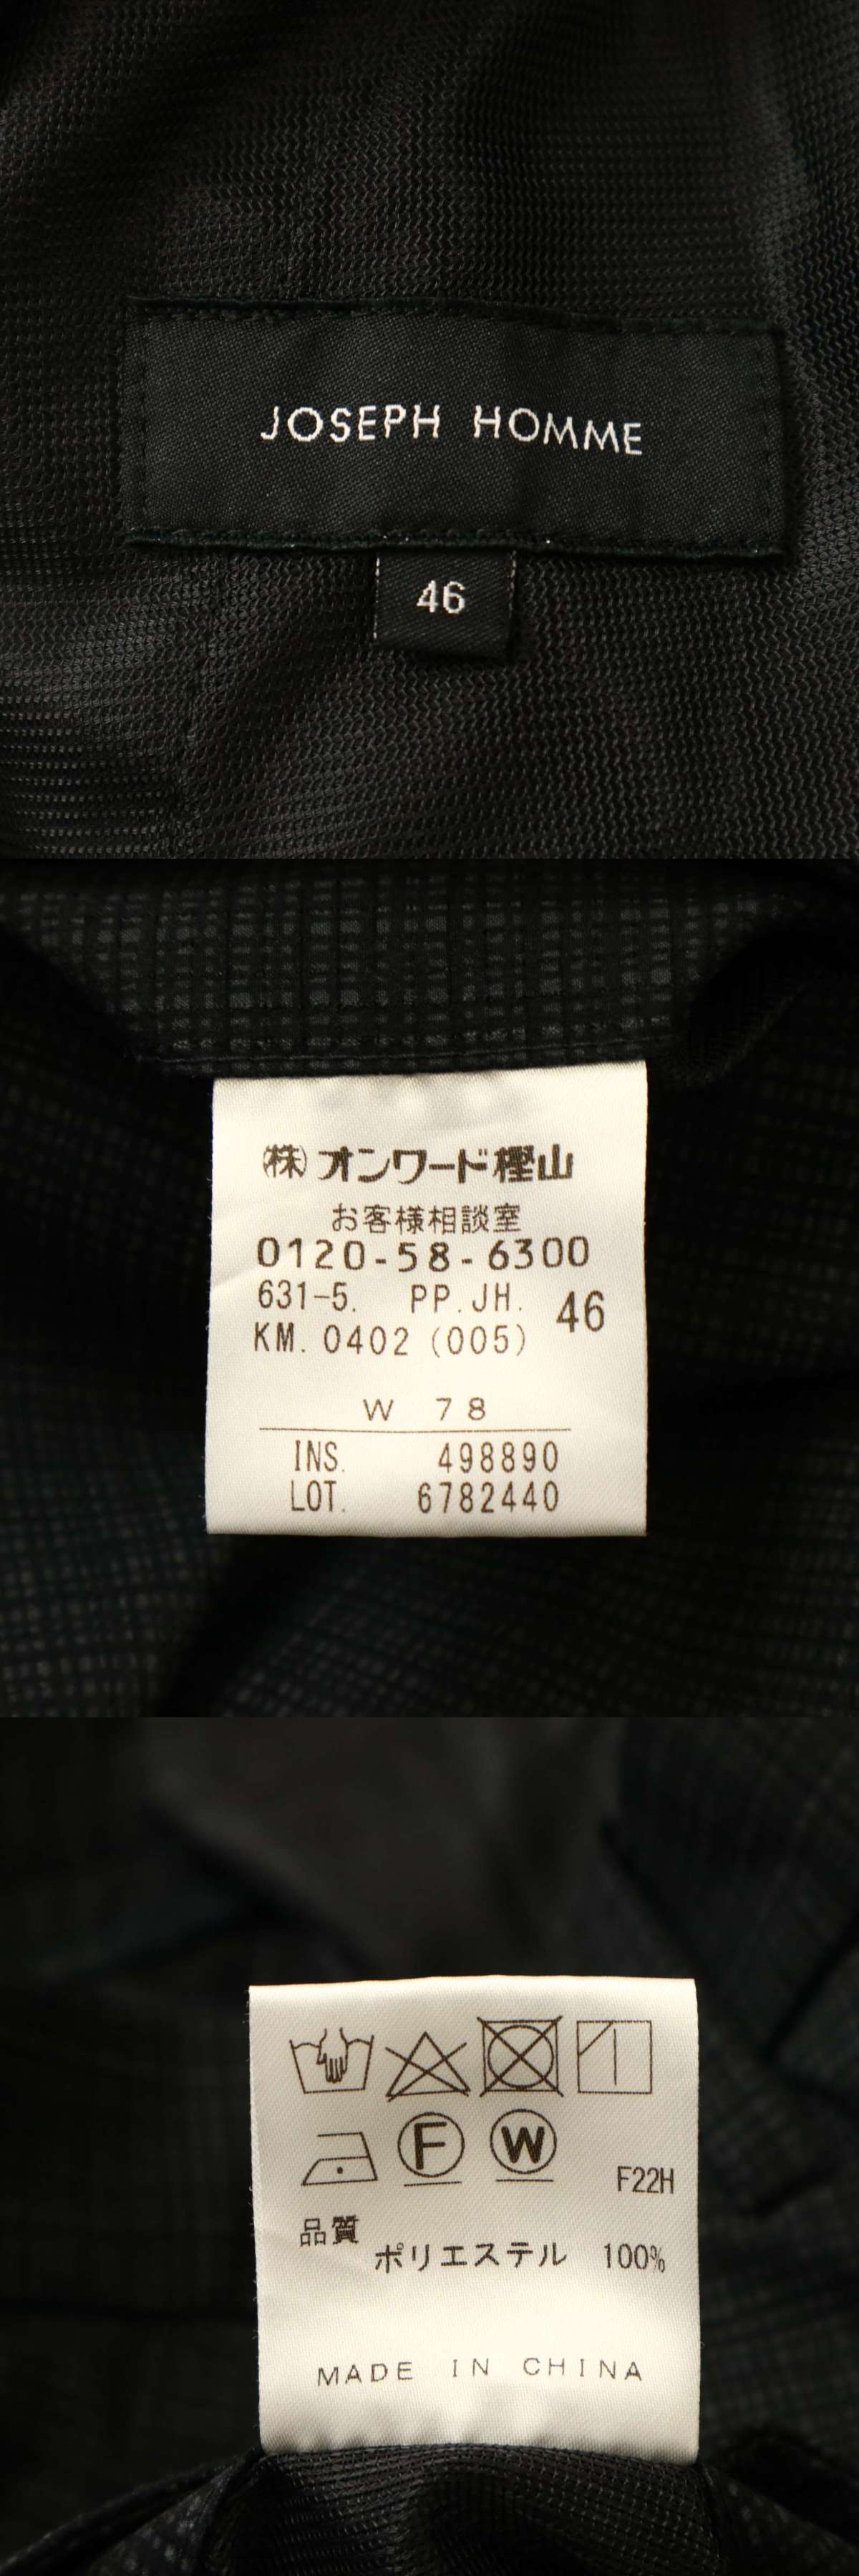 JOSEPH HOMME
46
㈱オンワード樫山
お客様相談室
0120-58-6300
631-5. PP.JH. 46
KM. 0402 (005)
W 78
INS. 498890
LOT. 6782440
F W
F22H
品質
ポリエステル 100%
MADE IN CHINA